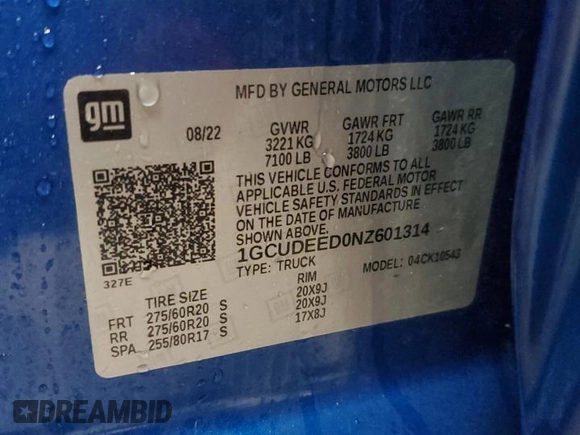 gm
MFD BY GENERAL MOTORS LLC
08/22 GVWR GAWR FRT GAWR RR
3221 KG 1724 KG 1724 KG
7100 LB 3800 LB 3800 LB
THIS VEHICLE CONFORMS TO ALL
APPLICABLE U.S. FEDERAL MOTOR
VEHICLE SAFETY STANDARDS IN EFFECT
ON THE DATE OF MANUFACTURE
SHOWN ABOVE.
1GCUDEED0NZ601314
TYPE: TRUCK MODEL: 04CK10543
327E
TIRE SIZE RIM
FRT 275/60R20 S 20X9J
RR 275/60R20 S 20X9J
SPA 255/80R17 S 17X8J
DREAMBID